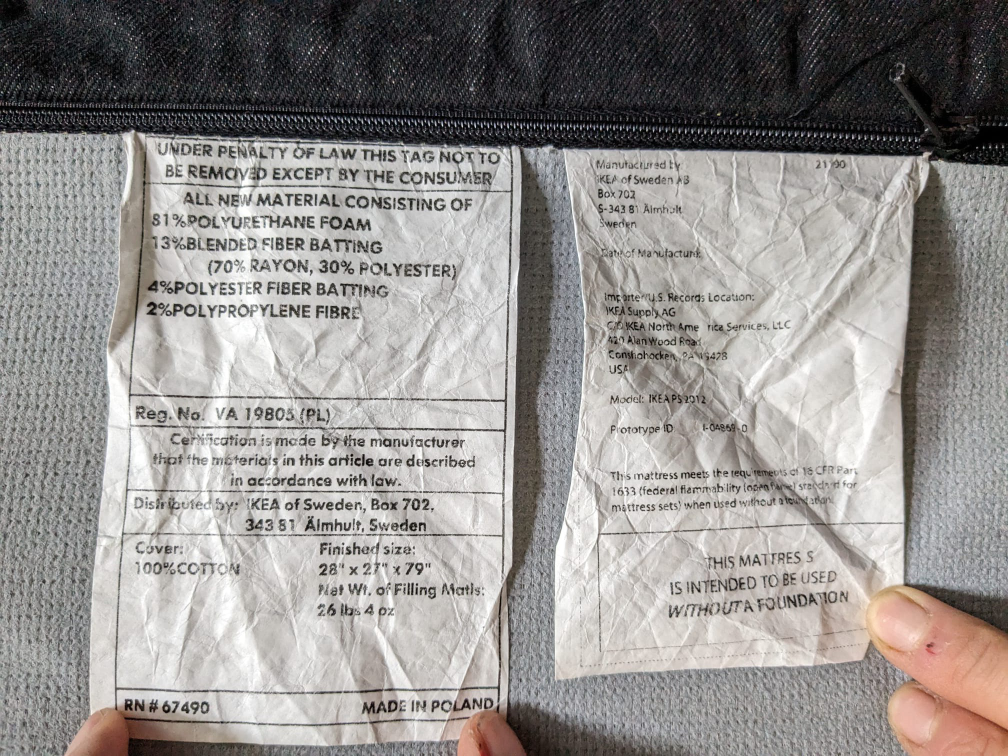 UNDER PENALTY OF LAW THIS TAG NOT TO
BE REMOVED EXCEPT BY THE CONSUMER
ALL NEW MATERIAL CONSISTING OF
81%POLYURETHANE FOAM
13%BLENDED FIBER BATTING
(70% RAYON, 30% POLYESTER)
4%POLYESTER FIBER BATTING
2%POLYPROPYLENE FIBRE
Reg. No. VA 19805 (PL)
Certification is made by the manufacturer
that the materials in this article are described
in accordance with law.
Distributed by: IKEA of Sweden, Box 702,
343 81 Älmhult, Sweden
Cover:
100%COTTON
Finished size:
28" x 27" x 79"
Net Wt. of Filling Matls:
26 lbs 4 oz
RN # 67490
MADE IN POLAND
Manufactured by
IKEA of Sweden AB
Box 702
S-343 81 Älmhult
Sweden
Date of Manufacture:
Importer/U.S. Records Location:
IKEA Supply AG
C/O IKEA North Ame rica Services, LLC
420 Alan Wood Road
Conshohocken, PA 19428
USA
Model: IKEA PS 2012
Prototype ID
This mattress meets the requirements of 16 CFR Part
1633 (federal flammability (open flame) standard for
mattress sets) when used without a foundation.
THIS MATTRES S
IS INTENDED TO BE USED
WITHOUT A FOUNDATION